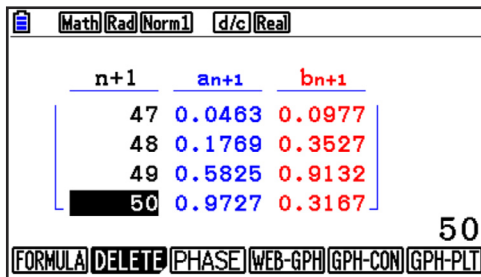 Math Rad Norm1 d/c Real
n+1 an+1 bn+1
47 0.0463 0.0977
48 0.1769 0.3527
49 0.5825 0.9132
50 0.9727 0.3167
50
FORMULA DELETE PHASE WEB-GPH GPH-CON GPH-PLT